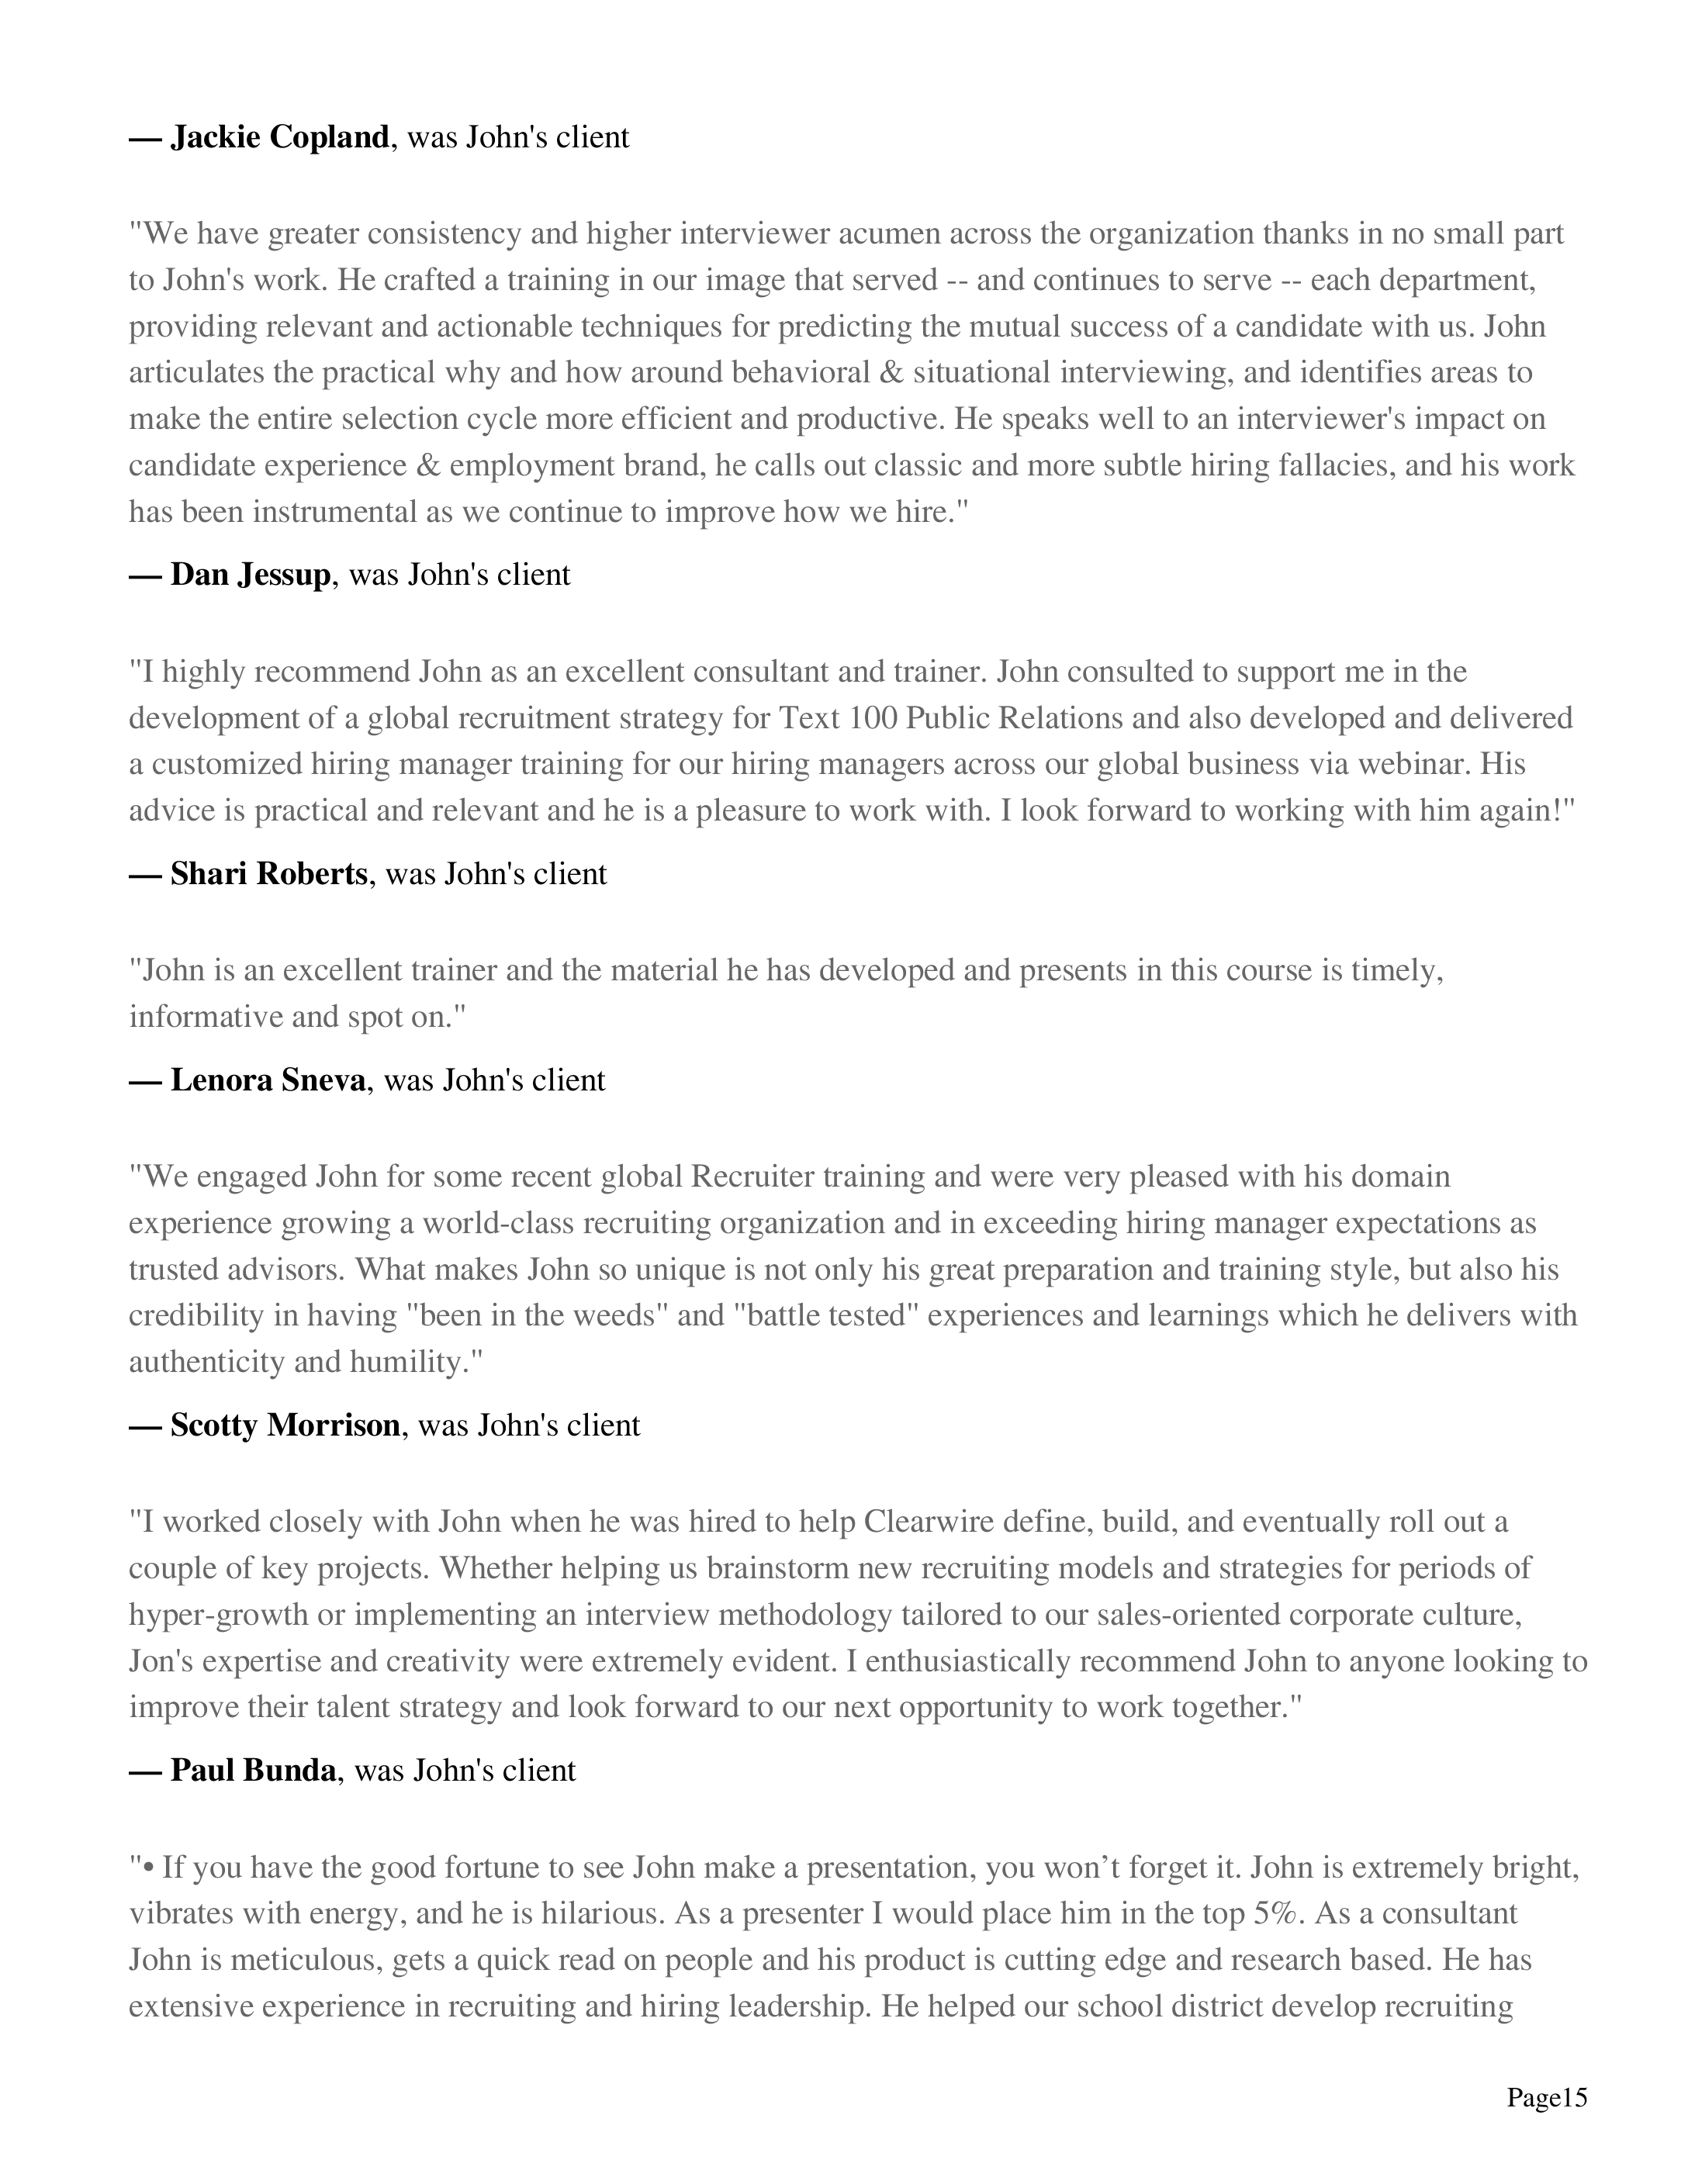 — Jackie Copland, was John's client
"We have greater consistency and higher interviewer acumen across the organization thanks in no small part
to John's work. He crafted a training in our image that served -- and continues to serve -- each department,
providing relevant and actionable techniques for predicting the mutual success of a candidate with us. John
articulates the practical why and how around behavioral & situational interviewing, and identifies areas to
make the entire selection cycle more efficient and productive. He speaks well to an interviewer's impact on
candidate experience & employment brand, he calls out classic and more subtle hiring fallacies, and his work
has been instrumental as we continue to improve how we hire."
— Dan Jessup, was John's client
"I highly recommend John as an excellent consultant and trainer. John consulted to support me in the
development of a global recruitment strategy for Text 100 Public Relations and also developed and delivered
a customized hiring manager training for our hiring managers across our global business via webinar. His
advice is practical and relevant and he is a pleasure to work with. I look forward to working with him again!"
— Shari Roberts, was John's client
"John is an excellent trainer and the material he has developed and presents in this course is timely,
informative and spot on."
— Lenora Sneva, was John's client
"We engaged John for some recent global Recruiter training and were very pleased with his domain
experience growing a world-class recruiting organization and in exceeding hiring manager expectations as
trusted advisors. What makes John so unique is not only his great preparation and training style, but also his
credibility in having "been in the weeds" and "battle tested" experiences and learnings which he delivers with
authenticity and humility."
— Scotty Morrison, was John's client
"I worked closely with John when he was hired to help Clearwire define, build, and eventually roll out a
couple of key projects. Whether helping us brainstorm new recruiting models and strategies for periods of
hyper-growth or implementing an interview methodology tailored to our sales-oriented corporate culture,
Jon's expertise and creativity were extremely evident. I enthusiastically recommend John to anyone looking to
improve their talent strategy and look forward to our next opportunity to work together."
— Paul Bunda, was John's client
"• If you have the good fortune to see John make a presentation, you won’t forget it. John is extremely bright,
vibrates with energy, and he is hilarious. As a presenter I would place him in the top 5%. As a consultant
John is meticulous, gets a quick read on people and his product is cutting edge and research based. He has
extensive experience in recruiting and hiring leadership. He helped our school district develop recruiting
Page15